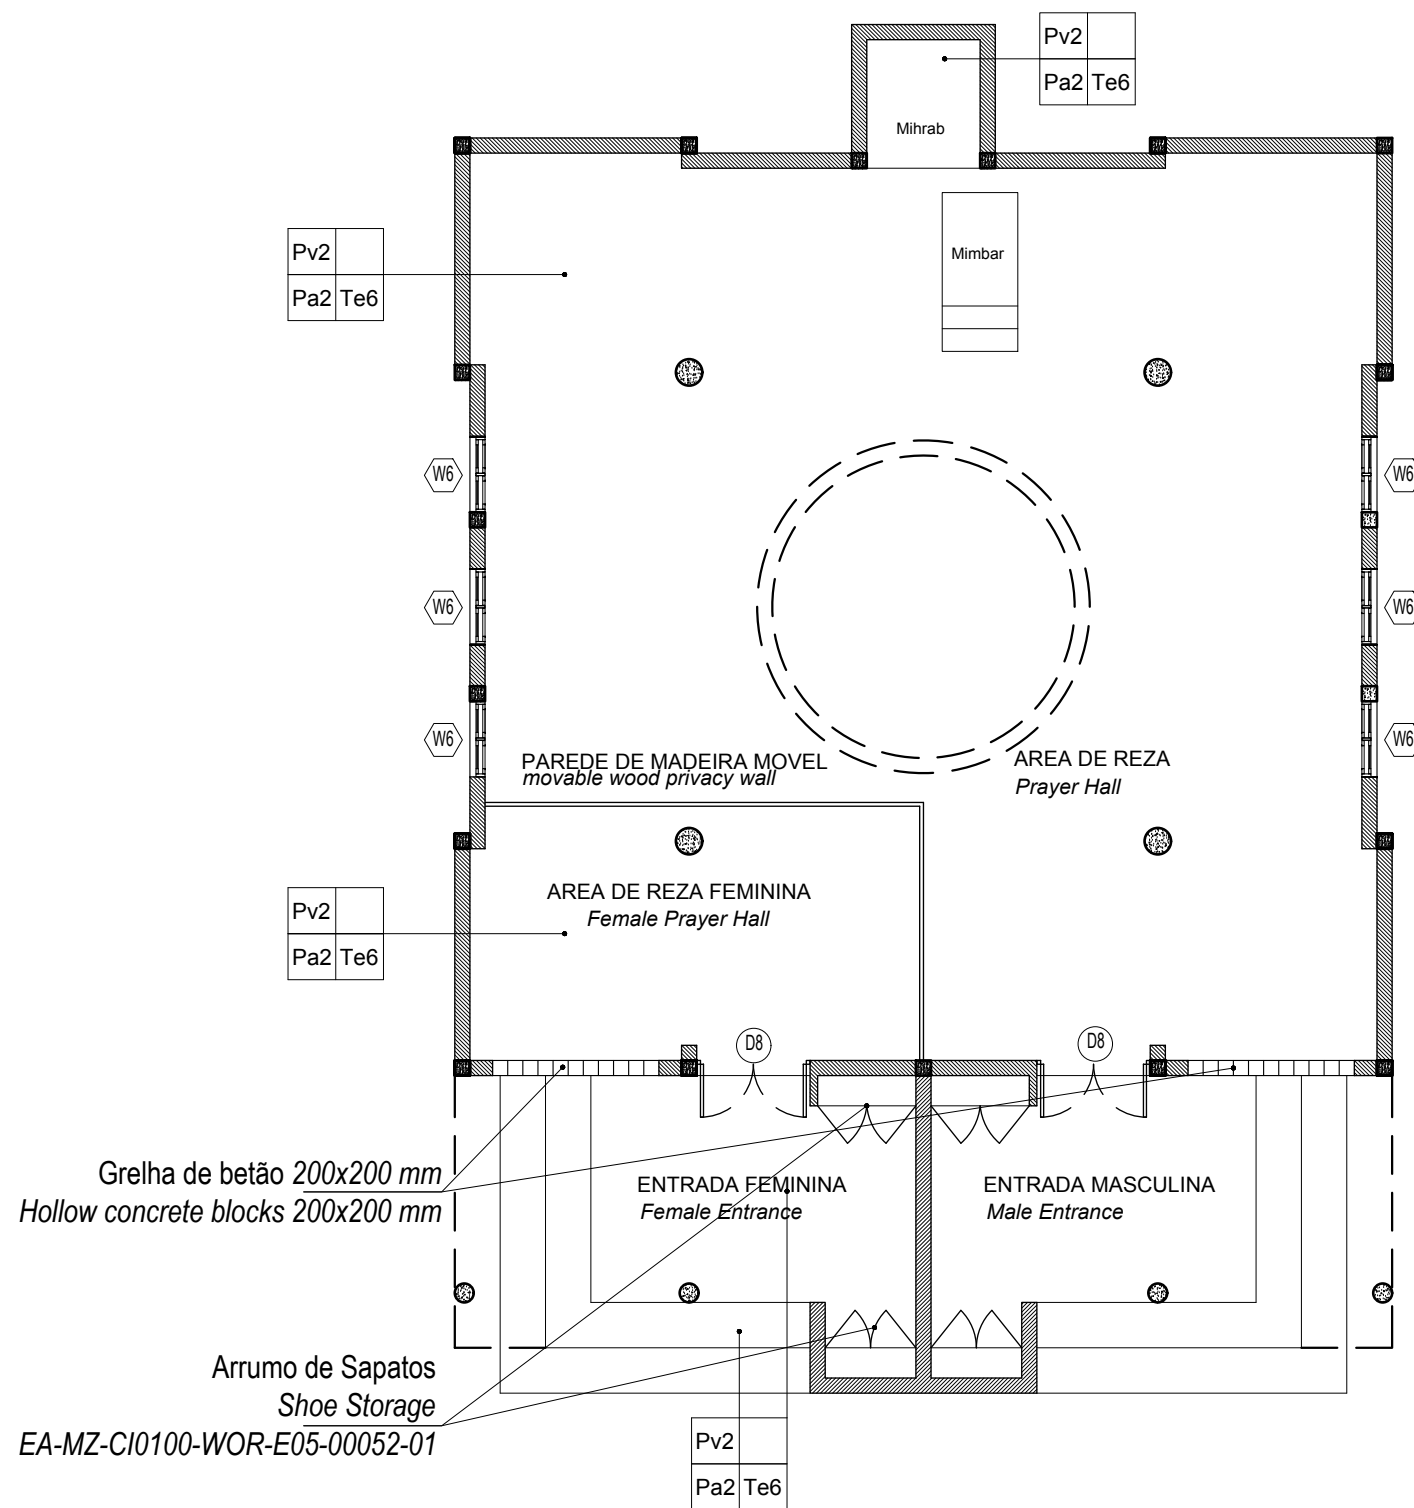 Pv2
Pa2 Te6
Mihrab
Pv2
Pa2 Te6
Mimbar
W6
W6
W6
W6
W6
W6
PAREDE DE MADEIRA MOVEL
movable wood privacy wall
AREA DE REZA
Prayer Hall
AREA DE REZA FEMININA
Female Prayer Hall
Pv2
Pa2 Te6
D8
D8
Grelha de betão 200x200 mm
Hollow concrete blocks 200x200 mm
ENTRADA FEMININA
Female Entrance
ENTRADA MASCULINA
Male Entrance
Arrumo de Sapatos
Shoe Storage
EA-MZ-CI0100-WOR-E05-00052-01
Pv2
Pa2 Te6